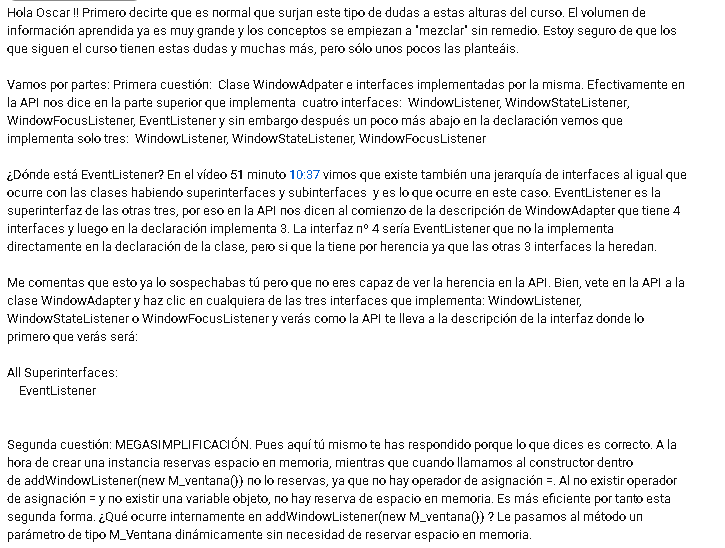 Hola Oscar !! Primero decirte que es normal que surjan este tipo de dudas a estas alturas del curso. El volumen de
información aprendida ya es muy grande y los conceptos se empiezan a "mezclar" sin remedio. Estoy seguro de que los
que siguen el curso tienen estas dudas y muchas más, pero sólo unos pocos las planteáis.
Vamos por partes: Primera cuestión: Clase WindowAdpater e interfaces implementadas por la misma. Efectivamente en
la API nos dice en la parte superior que implementa cuatro interfaces: WindowListener, WindowStateListener,
WindowFocusListener, EventListener y sin embargo después un poco más abajo en la declaración vemos que
implementa solo tres: WindowListener, WindowStateListener, WindowFocusListener
¿Dónde está EventListener? En el vídeo 51 minuto 10:37 vimos que existe también una jerarquía de interfaces al igual que
ocurre con las clases habiendo superinterfaces y subinterfaces y es lo que ocurre en este caso. EventListener es la
superinterfaz de las otras tres, por eso en la API nos dicen al comienzo de la descripción de WindowAdapter que tiene 4
interfaces y luego en la declaración implementa 3. La interfaz nº 4 sería EventListener que no la implementa
directamente en la declaración de la clase, pero si que la tiene por herencia ya que las otras 3 interfaces la heredan.
Me comentas que esto ya lo sospechabas tú pero que no eres capaz de ver la herencia en la API. Bien, vete en la API a la
clase WindowAdapter y haz clic en cualquiera de las tres interfaces que implementa: WindowListener,
WindowStateListener o WindowFocusListener y verás como la API te lleva a la descripción de la interfaz donde lo
primero que verás será:
All Superinterfaces:
EventListener
Segunda cuestión: MEGASIMPLIFICACIÓN. Pues aquí tú mismo te has respondido porque lo que dices es correcto. A la
hora de crear una instancia reservas espacio en memoria, mientras que cuando llamamos al constructor dentro
de addWindowListener(new M_ventana()) no lo reservas, ya que no hay operador de asignación =. Al no existir operador
de asignación = y no existir una variable objeto, no hay reserva de espacio en memoria. Es más eficiente por tanto esta
segunda forma. ¿Qué ocurre internamente en addWindowListener(new M_ventana()) ? Le pasamos al método un
parámetro de tipo M_Ventana dinámicamente sin necesidad de reservar espacio en memoria.